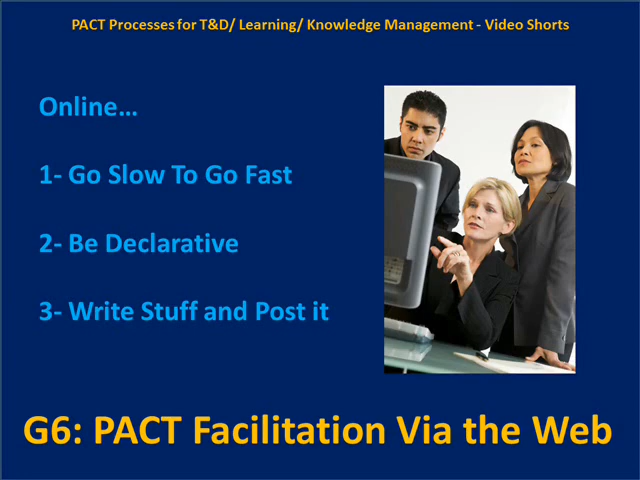 PACT Processes for T&D/ Learning/ Knowledge Management - Video Shorts
Online...
1- Go Slow To Go Fast
2- Be Declarative
3- Write Stuff and Post it
G6: PACT Facilitation Via the Web